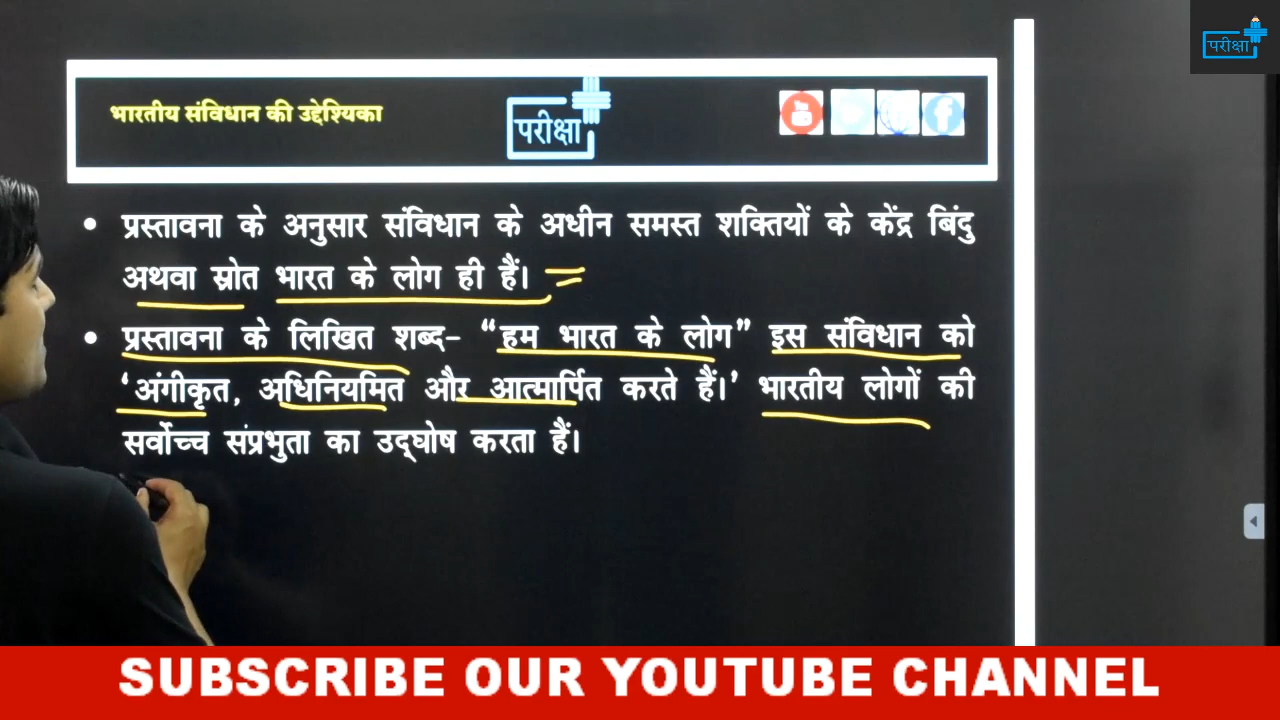 परीक्षा
भारतीय संविधान की उद्देश्यिका
परीक्षा
You
प्रस्तावना के अनुसार संविधान के अधीन समस्त शक्तियों के केंद्र बिंदु
अथवा स्रोत भारत के लोग ही हैं।
प्रस्तावना के लिखित शब्द- “हम भारत के लोग” इस संविधान को
‘अंगीकृत, अधिनियमित और आत्मार्पित करते हैं।’ भारतीय लोगों की
सर्वोच्च संप्रभुता का उद्घोष करता हैं।
SUBSCRIBE OUR YOUTUBE CHANNEL